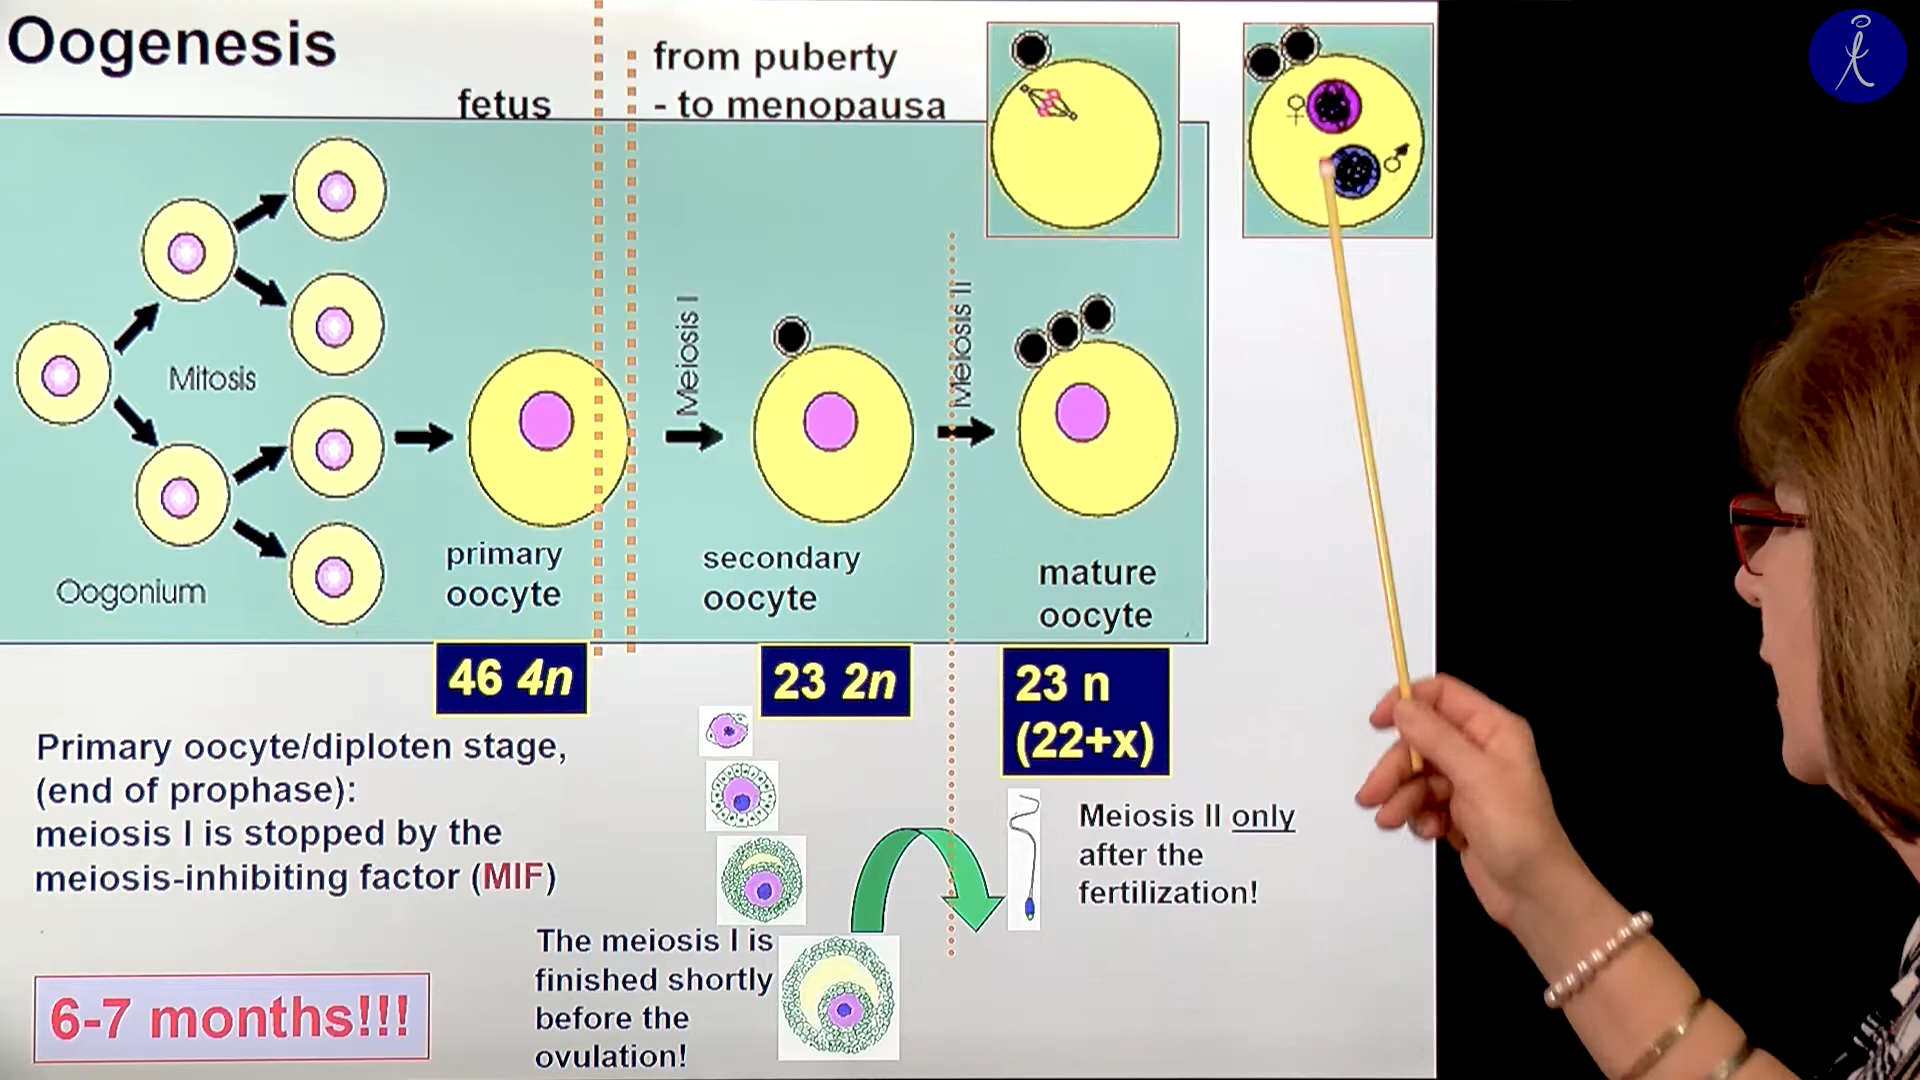 Oogenesis
fetus
from puberty
- to menopausa
Mitosis
Oogonium
Meiosis I
Meiosis II
primary
oocyte
secondary
oocyte
mature
oocyte
46 4n
23 2n
23 n
(22+x)
Primary oocyte/diploten stage,
(end of prophase):
meiosis I is stopped by the
meiosis-inhibiting factor (MIF)
6-7 months!!!
The meiosis I is
finished shortly
before the
ovulation!
Meiosis II only
after the
fertilization!